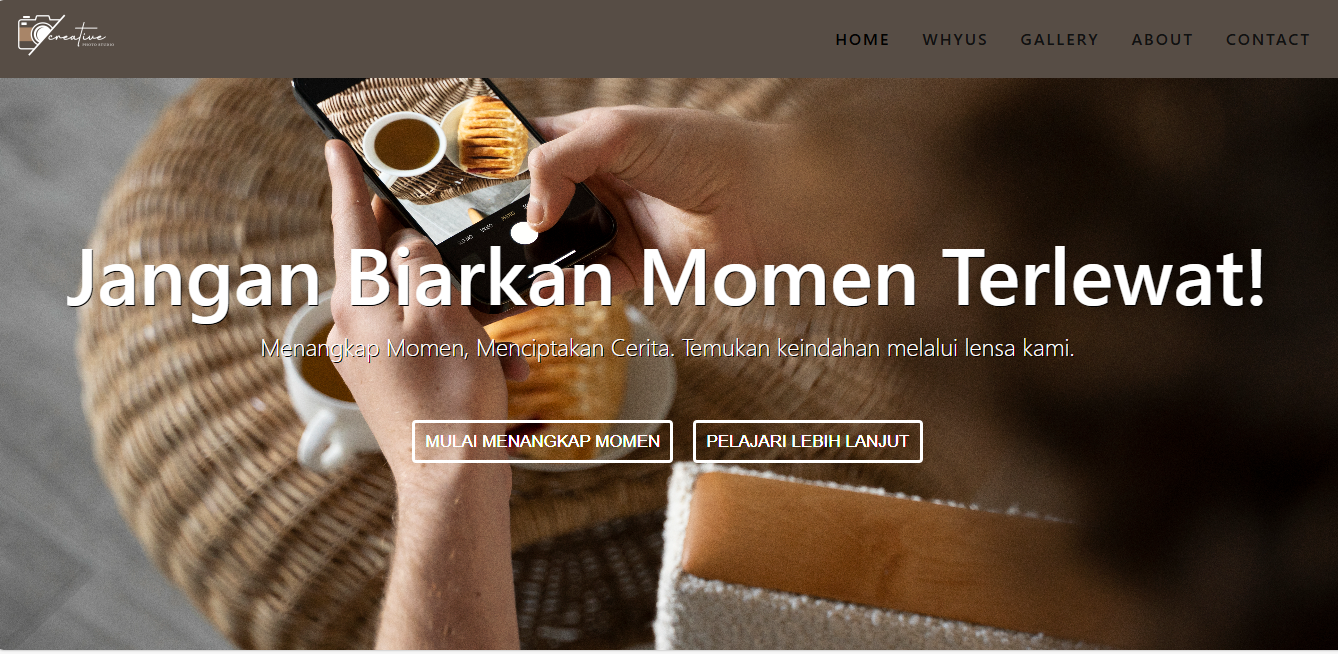 creative
PHOTO STUDIO
HOME WHYUS GALLERY ABOUT CONTACT
Jangan Biarkan Momen Terlewat!
Menangkap Momen, Menciptakan Cerita. Temukan keindahan melalui lensa kami.
MULAI MENANGKAP MOMEN PELAJARI LEBIH LANJUT